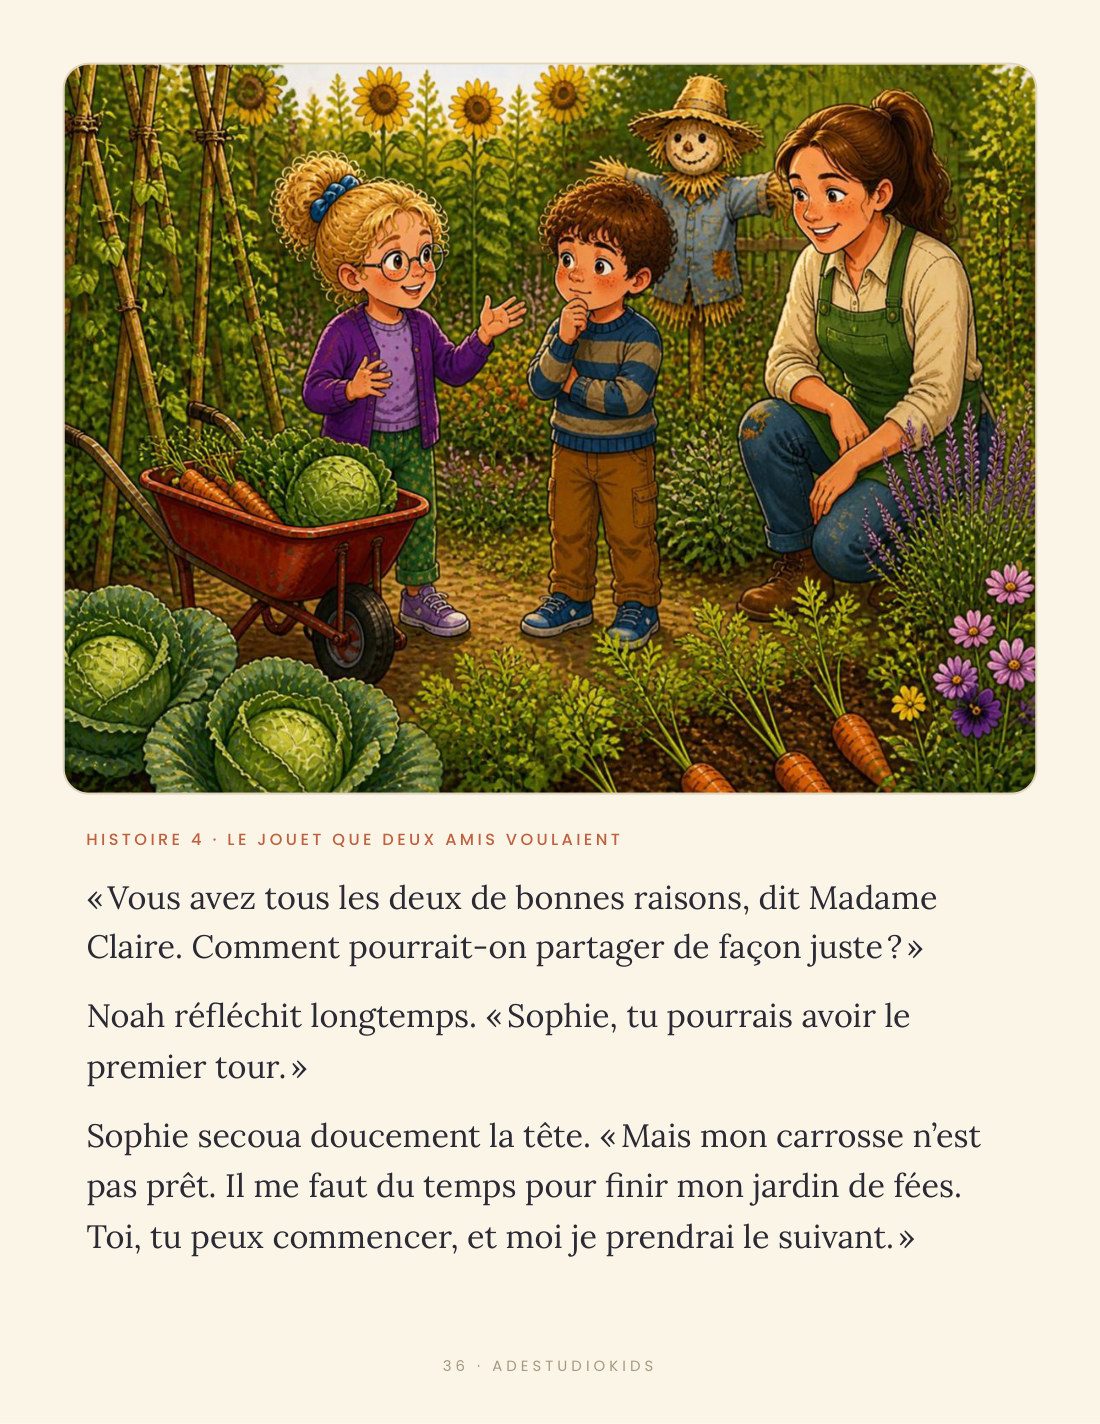 HISTOIRE 4 · LE JOUET QUE DEUX AMIS VOULAIENT
« Vous avez tous les deux de bonnes raisons, dit Madame
Claire. Comment pourrait-on partager de façon juste ? »
Noah réfléchit longtemps. « Sophie, tu pourrais avoir le
premier tour. »
Sophie secoua doucement la tête. « Mais mon carrosse n’est
pas prêt. Il me faut du temps pour finir mon jardin de fées.
Toi, tu peux commencer, et moi je prendrai le suivant. »
36 · ADESTUDIOKIDS